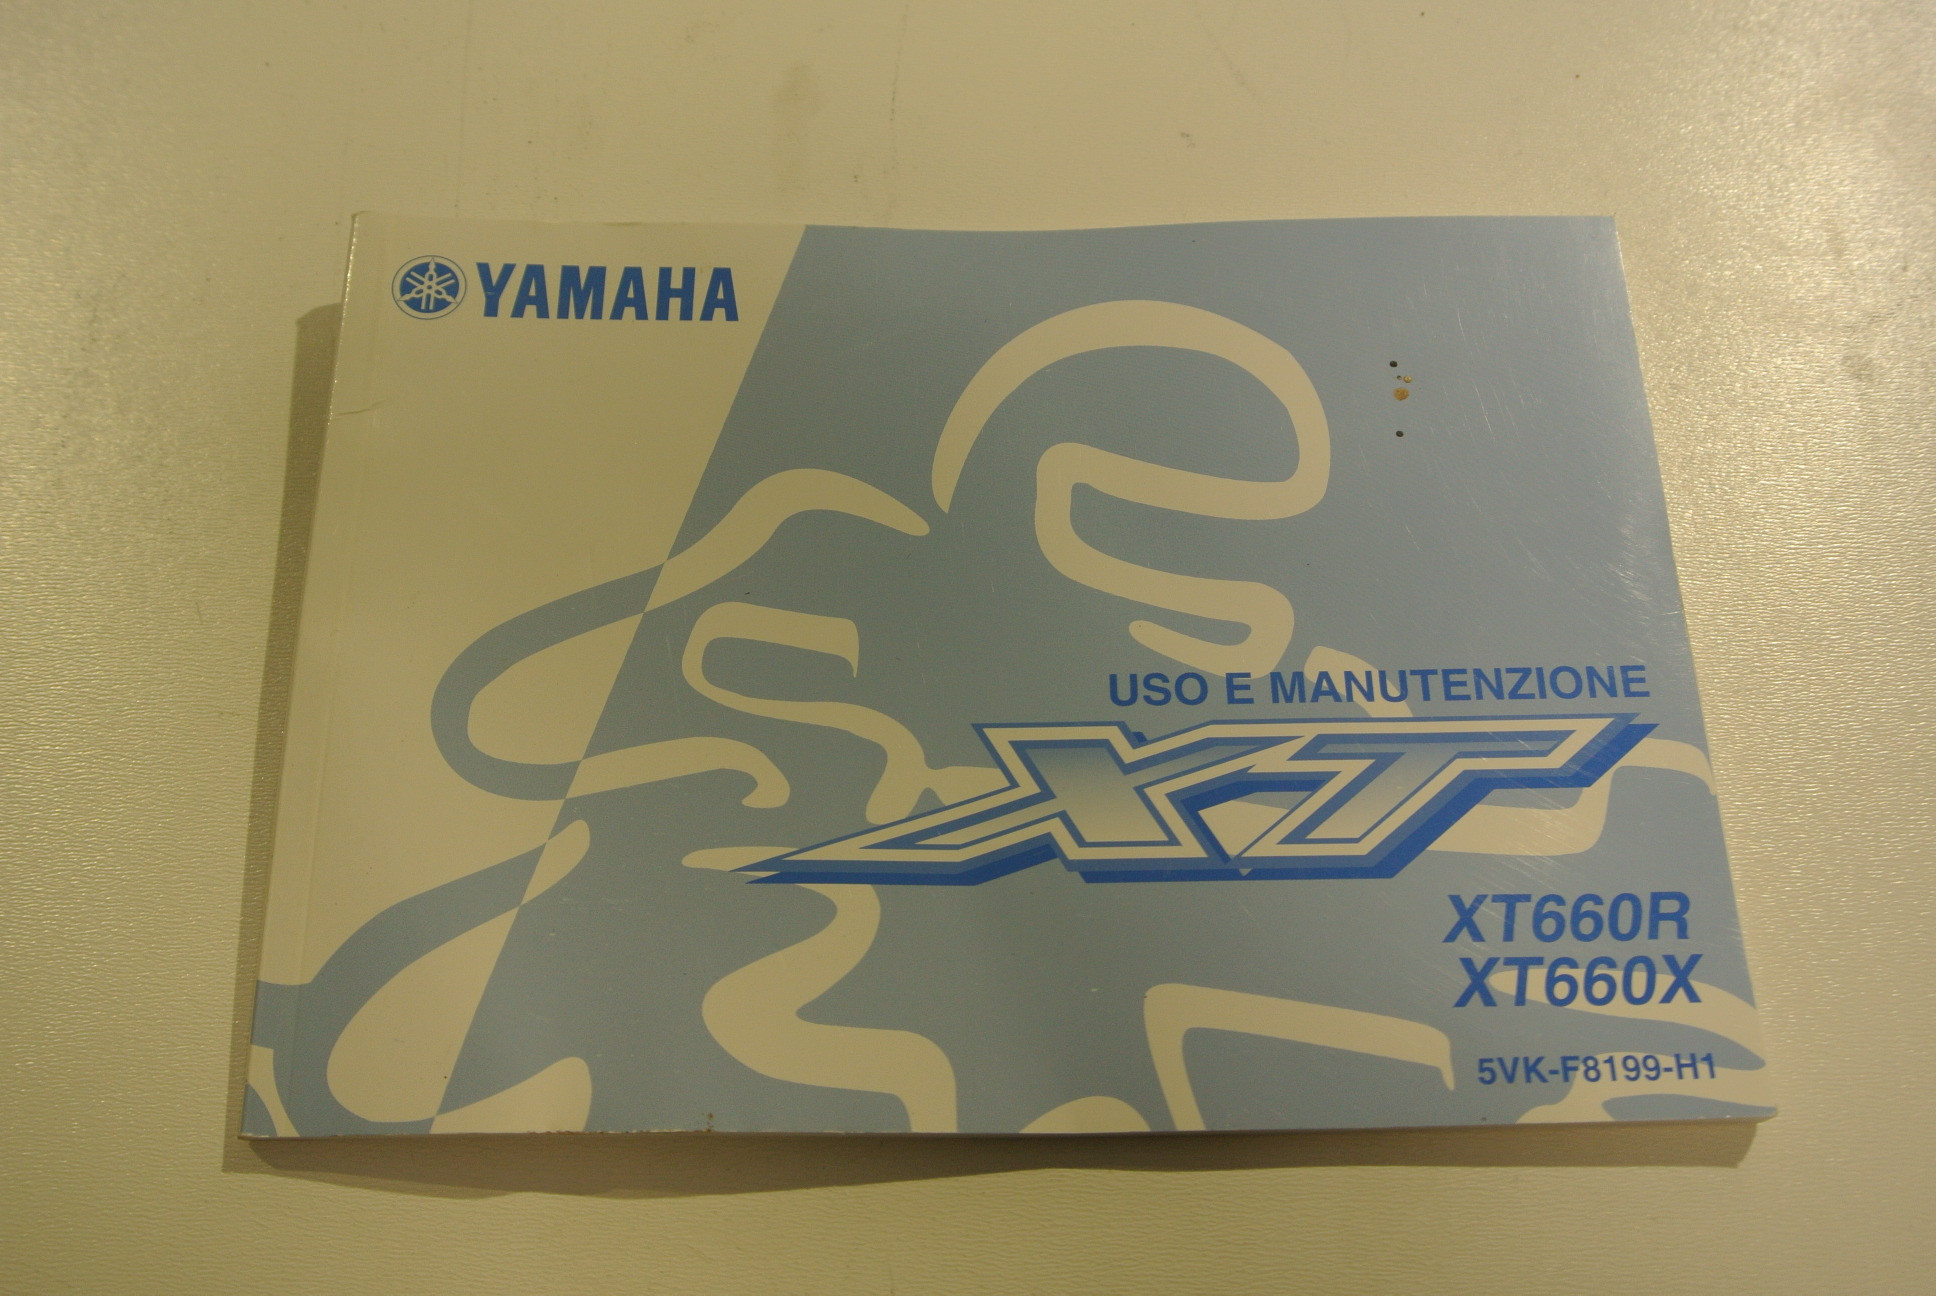 YAMAHA
USO E MANUTENZIONE
XT
XT660R
XT660X
5VK-F8199-H1